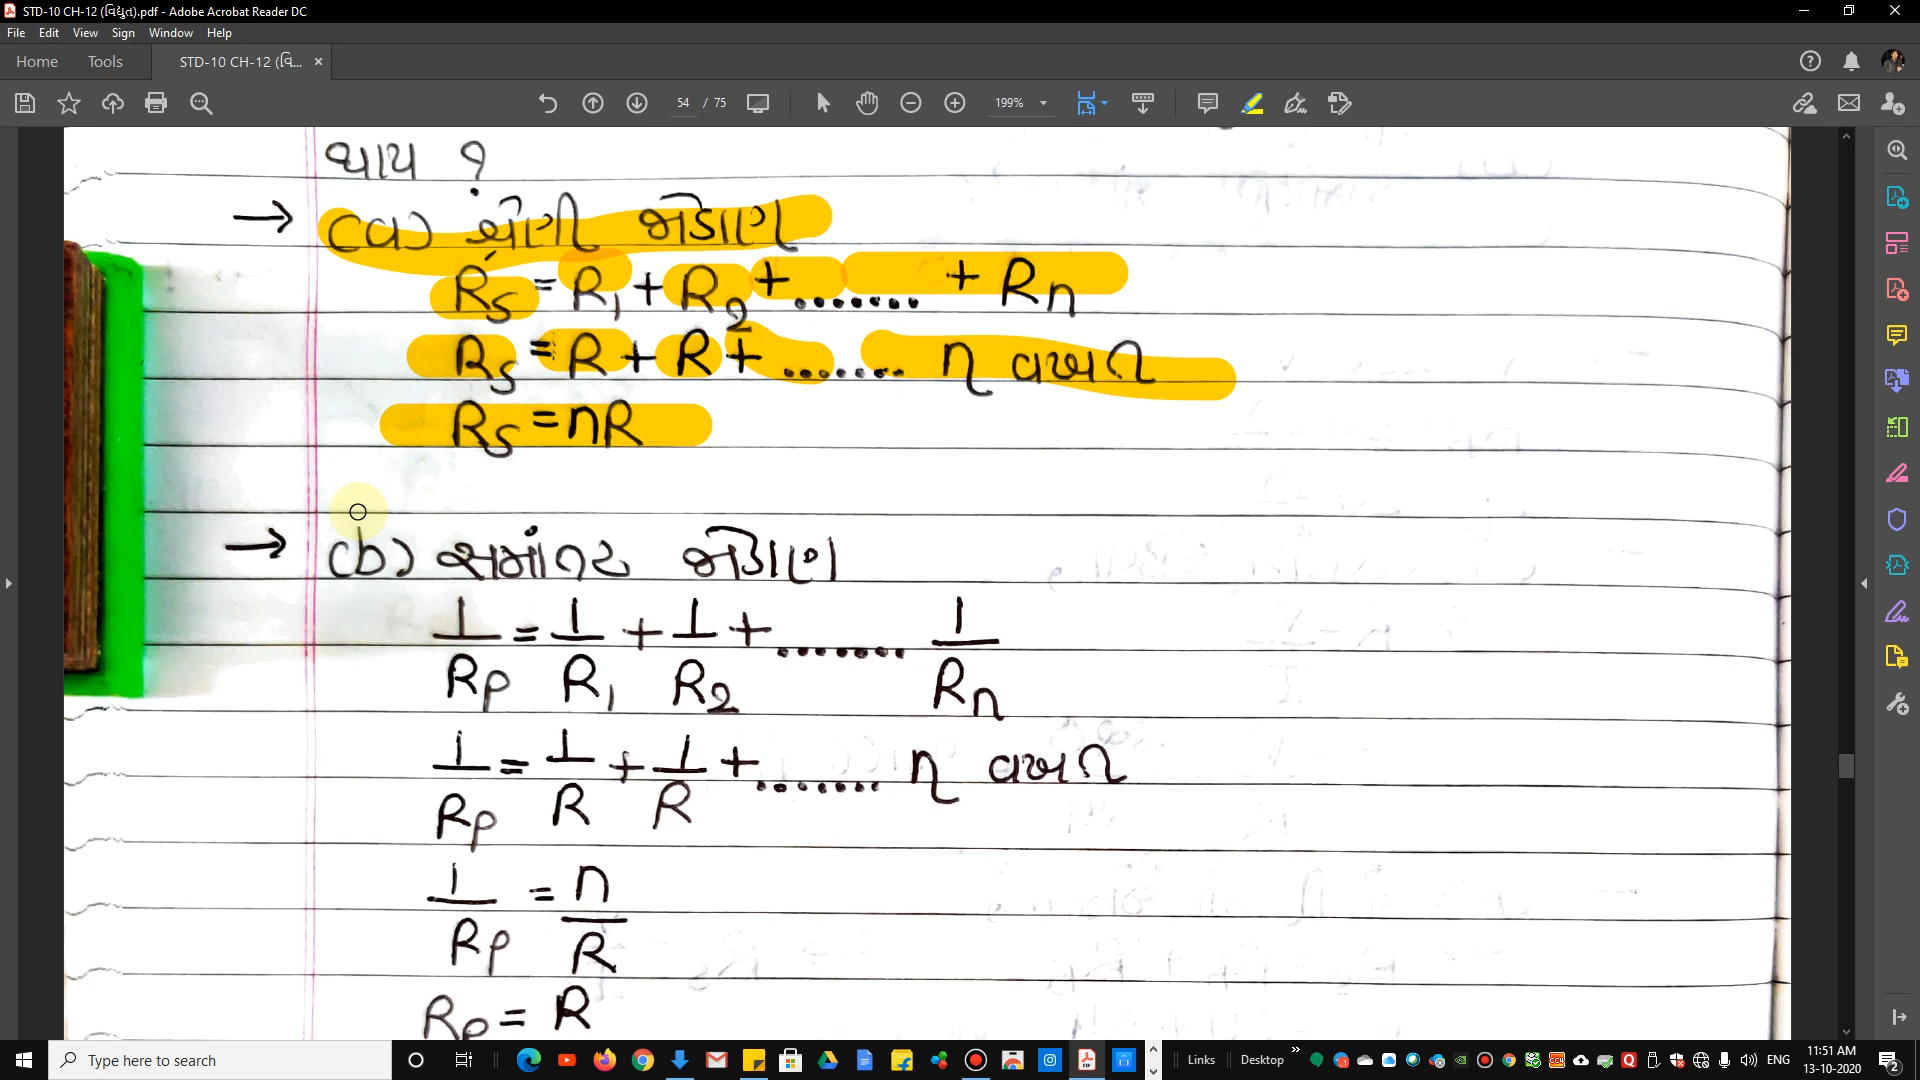 STD-10 CH-12 (વિદ્યુત).pdf - Adobe Acrobat Reader DC
File Edit View Sign Window Help
Home Tools STD-10 CH-12 (વિ... ×
54 / 75 199%
થાય ?
→ (a) શ્રેણી જોડાણ
Rs = R1 + R2 + ....... + Rn
Rs = R + R + ....... n વખત
Rs = nR
→ (b) સમાંતર જોડાણ
1/Rp = 1/R1 + 1/R2 + ....... 1/Rn
1/Rp = 1/R + 1/R + ....... n વખત
1/Rp = n/R
Rp = R
Type here to search Links Desktop ENG 11:51 AM
13-10-2020 2